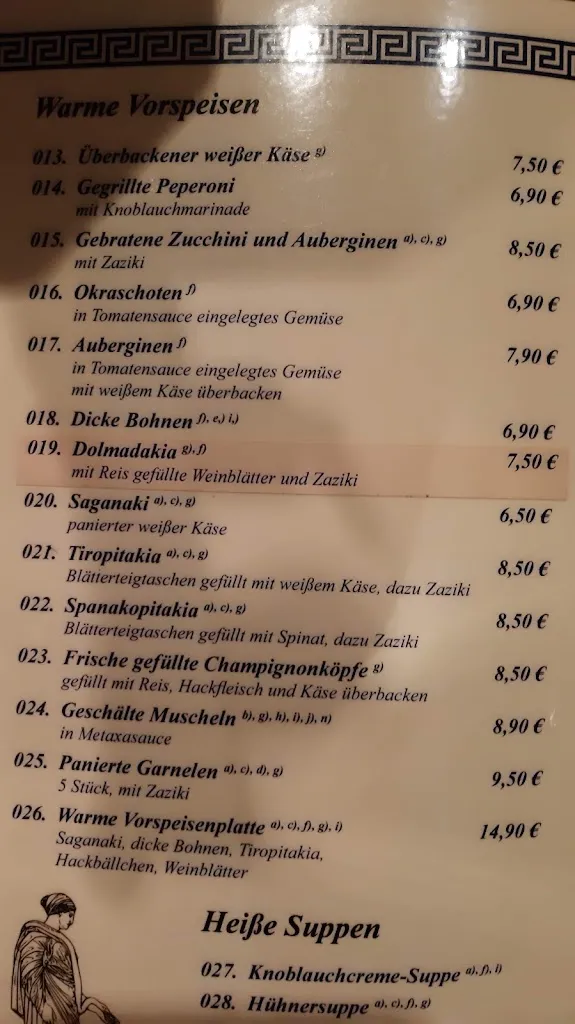 Warme Vorspeisen
013. Überbackener weißer Käse g) 7,50 €
014. Gegrillte Peperoni 6,90 €
mit Knoblauchmarinade
015. Gebratene Zucchini und Auberginen a), c), g) 8,50 €
mit Zaziki
016. Okraschoten f) 6,90 €
in Tomatensauce eingelegtes Gemüse
017. Auberginen f) 7,90 €
in Tomatensauce eingelegtes Gemüse
mit weißem Käse überbacken
018. Dicke Bohnen f), e,) i,) 6,90 €
019. Dolmadakia g), f) 7,50 €
mit Reis gefüllte Weinblätter und Zaziki
020. Saganaki a), c), g) 6,50 €
panierter weißer Käse
021. Tiropitakia a), c), g) 8,50 €
Blätterteigtaschen gefüllt mit weißem Käse, dazu Zaziki
022. Spanakopitakia a), c), g) 8,50 €
Blätterteigtaschen gefüllt mit Spinat, dazu Zaziki
023. Frische gefüllte Champignonköpfe g) 8,50 €
gefüllt mit Reis, Hackfleisch und Käse überbacken
024. Geschälte Muscheln b), g), h), i), j), n) 8,90 €
in Metaxasauce
025. Panierte Garnelen a), c), d), g) 9,50 €
5 Stück, mit Zaziki
026. Warme Vorspeisenplatte a), c), f), g), i) 14,90 €
Saganaki, dicke Bohnen, Tiropitakia,
Hackbällchen, Weinblätter
Heiße Suppen
027. Knoblauchcreme-Suppe a), f), i)
028. Hühnersuppe a), c), f), g)